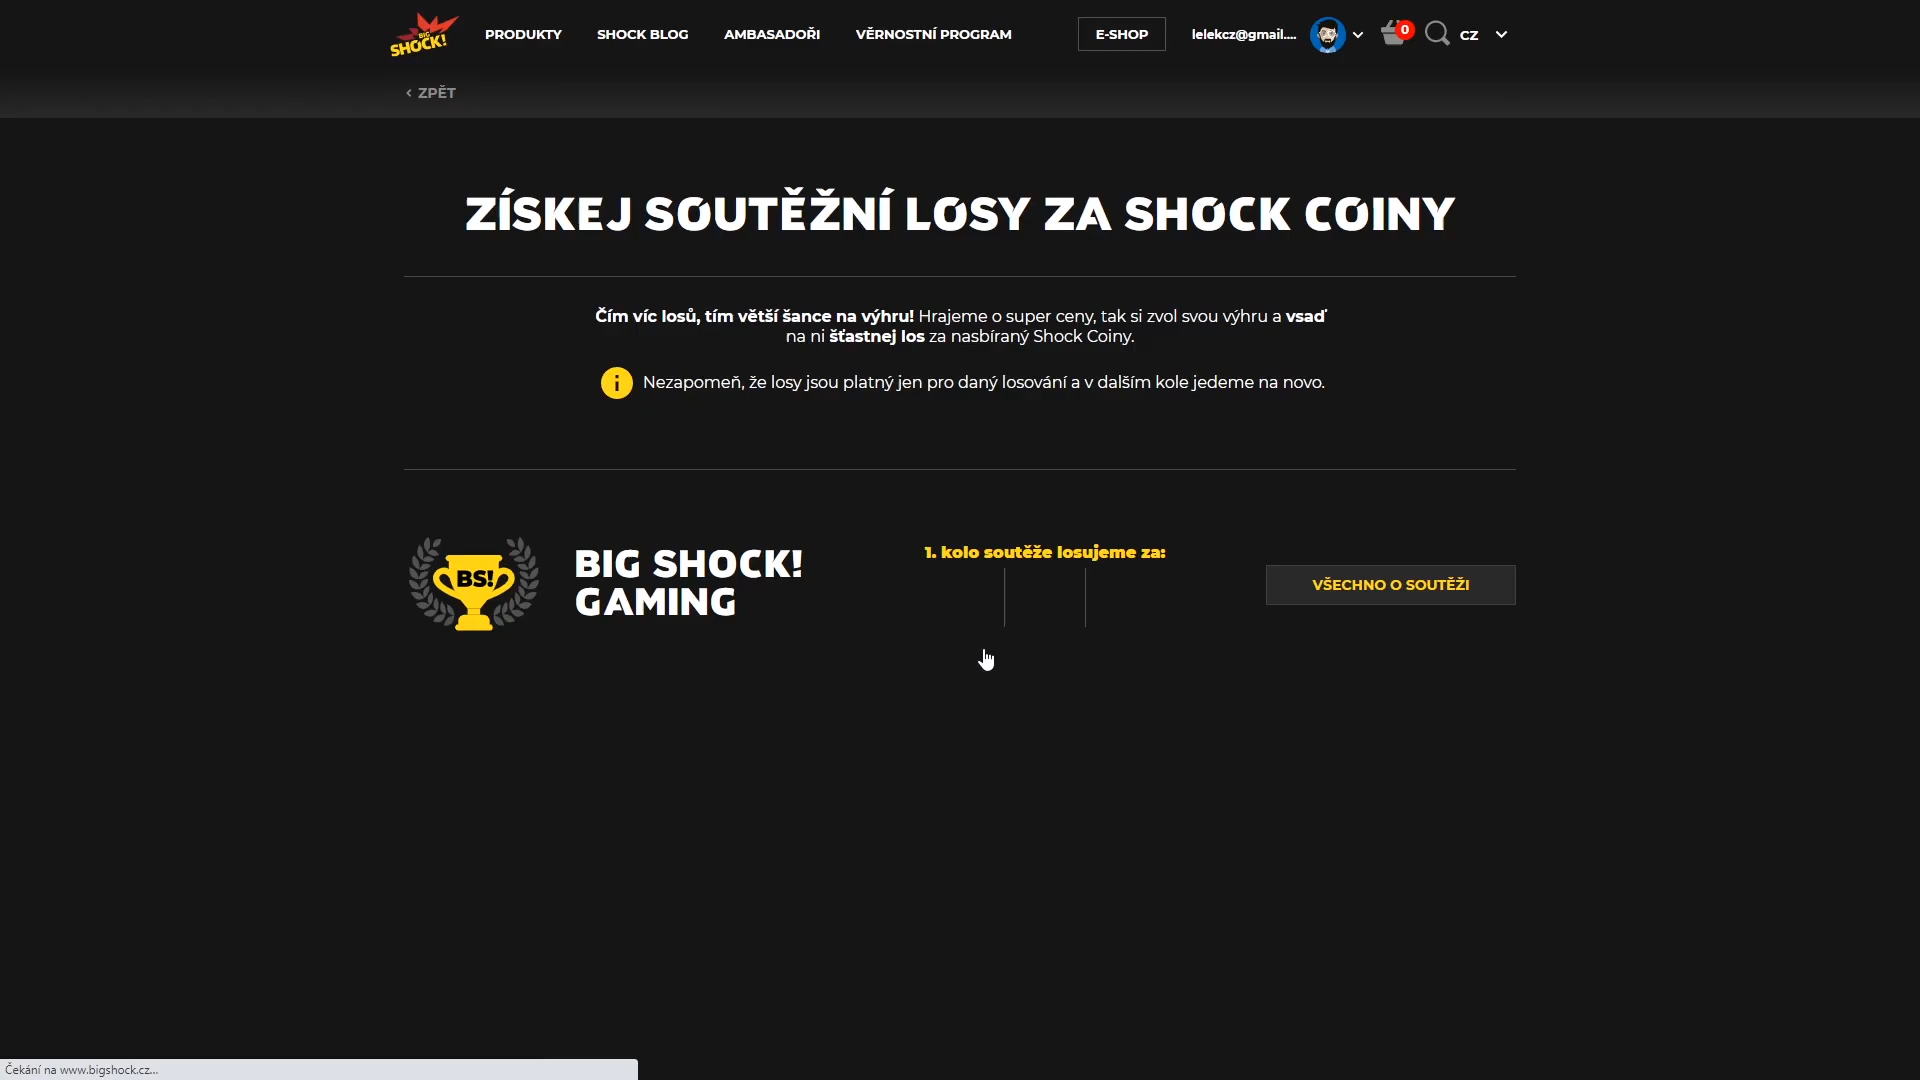 BIG SHOCK!
PRODUKTY
SHOCK BLOG
AMBASADOŘI
VĚRNOSTNÍ PROGRAM
E-SHOP
lelekcz@gmail....
0
CZ
‹ ZPĚT
ZÍSKEJ SOUTĚŽNÍ LOSY ZA SHOCK COINY
Čím víc losů, tím větší šance na výhru! Hrajeme o super ceny, tak si zvol svou výhru a vsaď
na ni šťastnej los za nasbíraný Shock Coiny.
i
Nezapomeň, že losy jsou platný jen pro daný losování a v dalším kole jedeme na novo.
BS!
BIG SHOCK!
GAMING
1. kolo soutěže losujeme za:
VŠECHNO O SOUTĚŽI
Čekání na www.bigshock.cz...